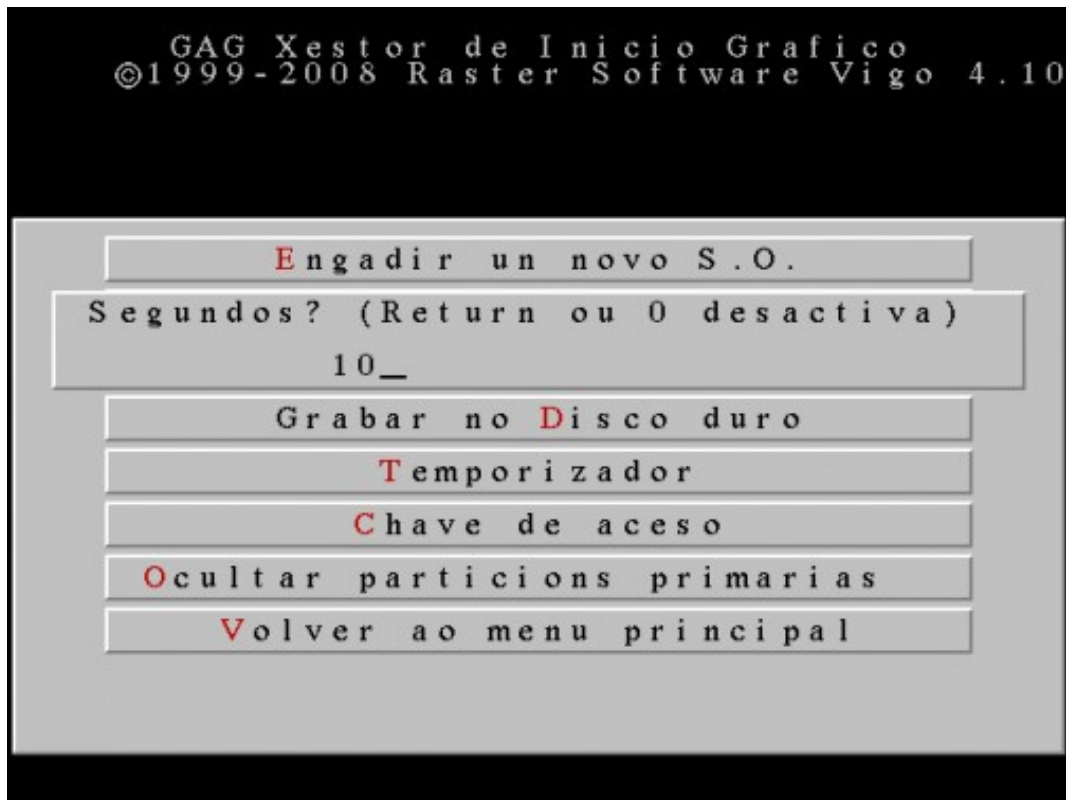 GAG Xestor de Inicio Grafico
©1999-2008 Raster Software Vigo 4.10
Engadir un novo S.O.
Segundos? (Return ou 0 desactiva)
10_
Grabar no Disco duro
Temporizador
Chave de aceso
Ocultar particions primarias
Volver ao menu principal